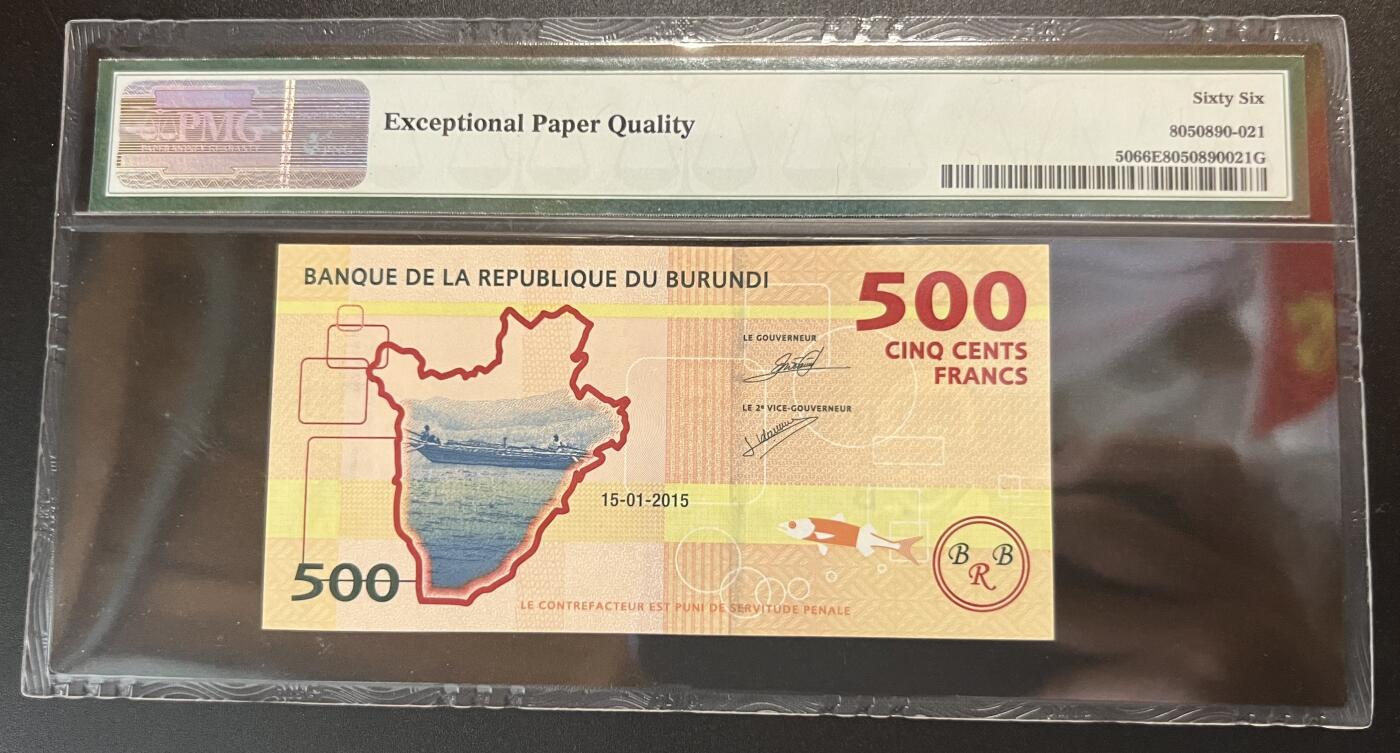 PMG
Exceptional Paper Quality
Sixty Six
8050890-021
5066E8050890021G
BANQUE DE LA REPUBLIQUE DU BURUNDI
500
CINQ CENTS
FRANCS
LE GOUVERNEUR
LE 2e VICE-GOUVERNEUR
15-01-2015
500
BRB
LE CONTREFACTEUR EST PUNI DE SERVITUDE PENALE